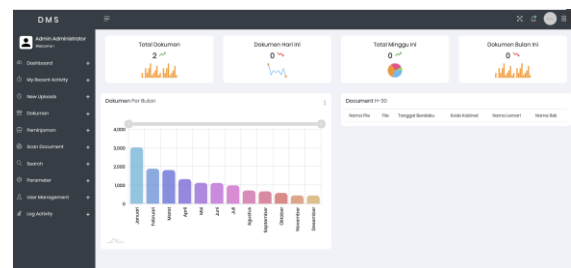 DMS
Admin Administrator
Welcome!
Dashboard
My Recent Activity
New Uploads
Dokumen
Peminjaman
Scan Document
Search
Parameter
User Management
Log Activity
Total Dokumen
2
Dokumen Hari Ini
0
Total Minggu Ini
0
Dokumen Bulan Ini
0
Dokumen Per Bulan
4,000
3,000
2,000
1,000
0
Januari
Februari
Maret
April
Mei
Juni
Juli
Agustus
September
Oktober
November
Desember
Document H-30
Nama File File Tanggal Berlaku Kode Kabinet Nama Lemari Nama Rak